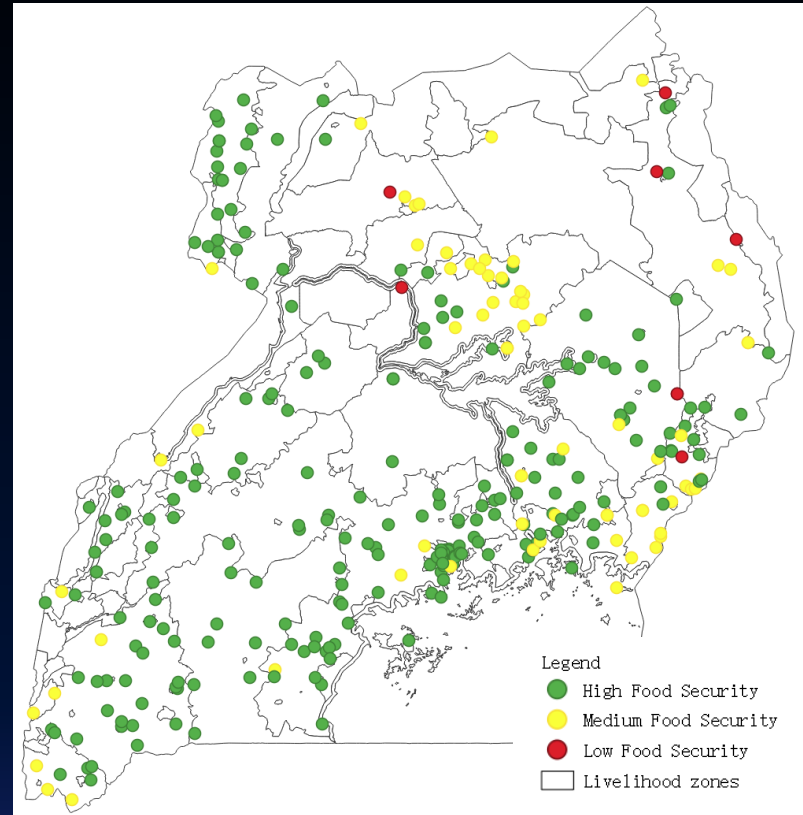 Legend
High Food Security
Medium Food Security
Low Food Security
Livelihood zones